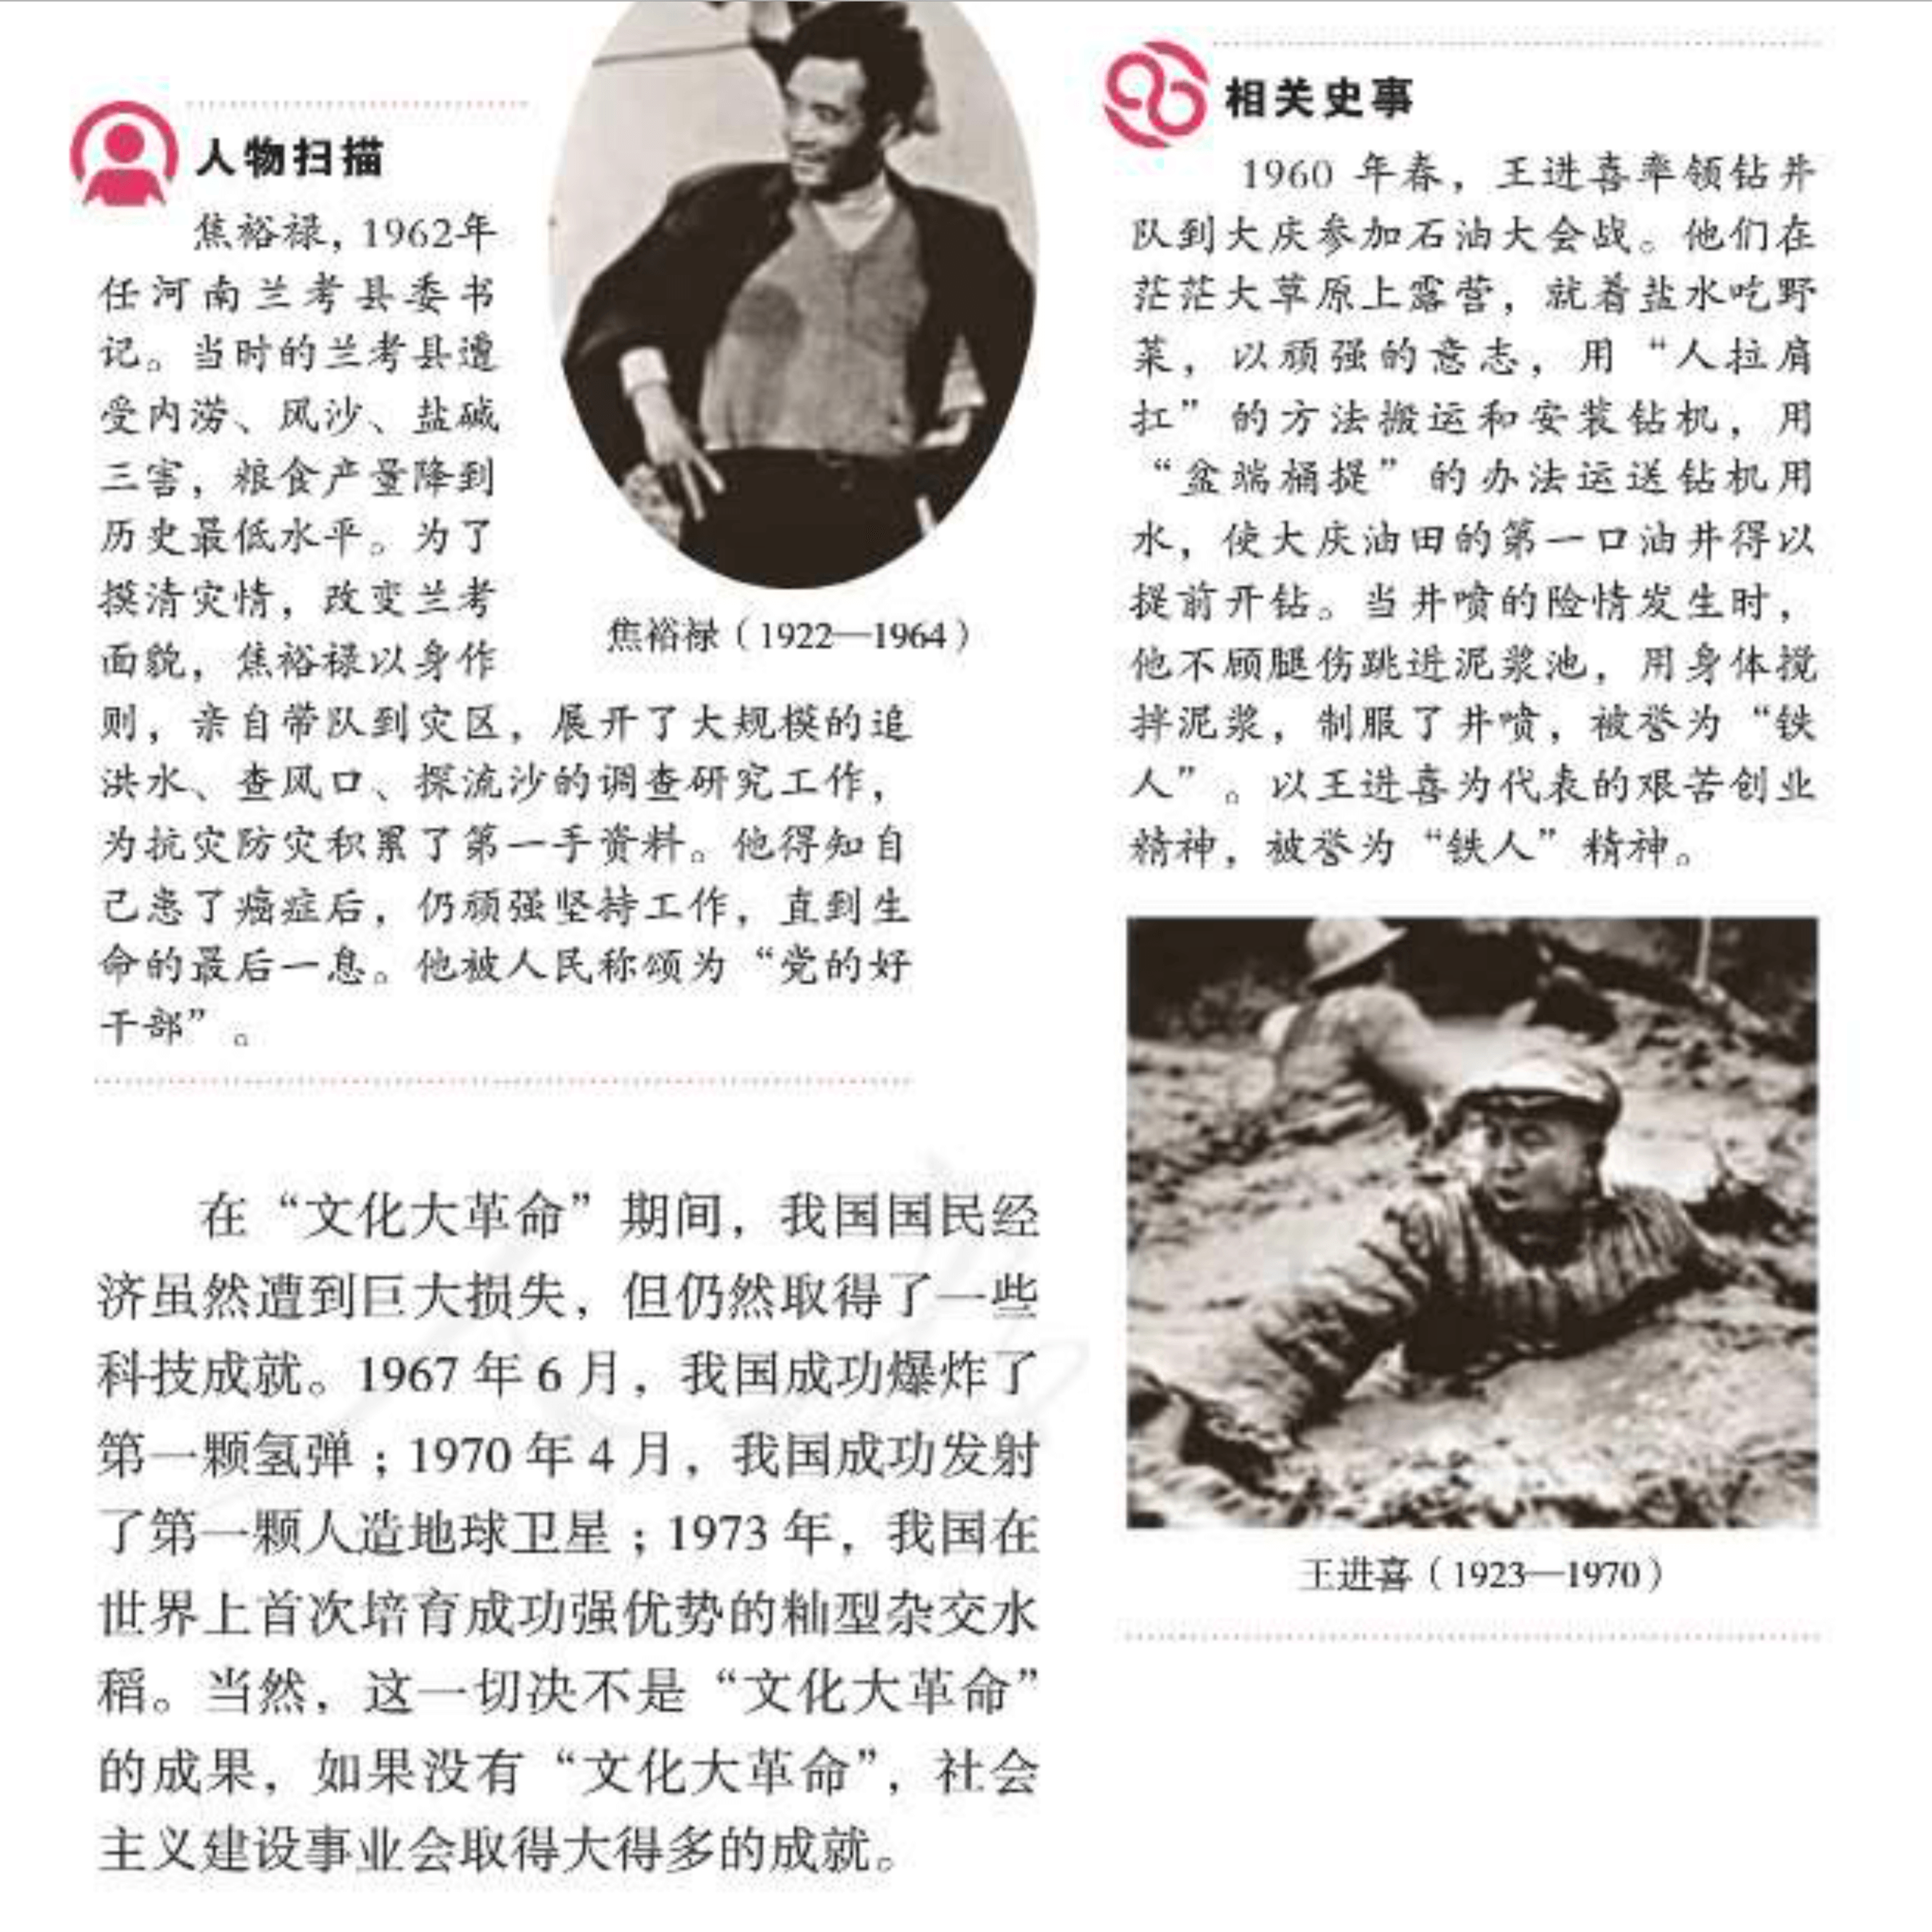 人物扫描
焦裕禄，1962年
任河南兰考县委书
记。当时的兰考县遭
受内涝、风沙、盐碱
三害，粮食产量降到
历史最低水平。为了
摸清灾情，改变兰考
面貌，焦裕禄以身作
则，亲自带队到灾区，展开了大规模的追
洪水、查风口、探流沙的调查研究工作，
为抗灾防灾积累了第一手资料。他得知自
己患了癌症后，仍顽强坚持工作，直到生
命的最后一息。他被人民称颂为“党的好
干部”。
焦裕禄（1922—1964）
在“文化大革命”期间，我国国民经
济虽然遭到巨大损失，但仍然取得了一些
科技成就。1967年6月，我国成功爆炸了
第一颗氢弹；1970年4月，我国成功发射
了第一颗人造地球卫星；1973年，我国在
世界上首次培育成功强优势的籼型杂交水
稻。当然，这一切决不是“文化大革命”
的成果，如果没有“文化大革命”，社会
主义建设事业会取得大得多的成就。
相关史事
1960年春，王进喜率领钻井
队到大庆参加石油大会战。他们在
茫茫大草原上露营，就着盐水吃野
菜，以顽强的意志，用“人拉肩
扛”的方法搬运和安装钻机，用
“盆端桶提”的办法运送钻机用
水，使大庆油田的第一口油井得以
提前开钻。当井喷的险情发生时，
他不顾腿伤跳进泥浆池，用身体搅
拌泥浆，制服了井喷，被誉为“铁
人”。以王进喜为代表的艰苦创业
精神，被誉为“铁人”精神。
王进喜（1923—1970）